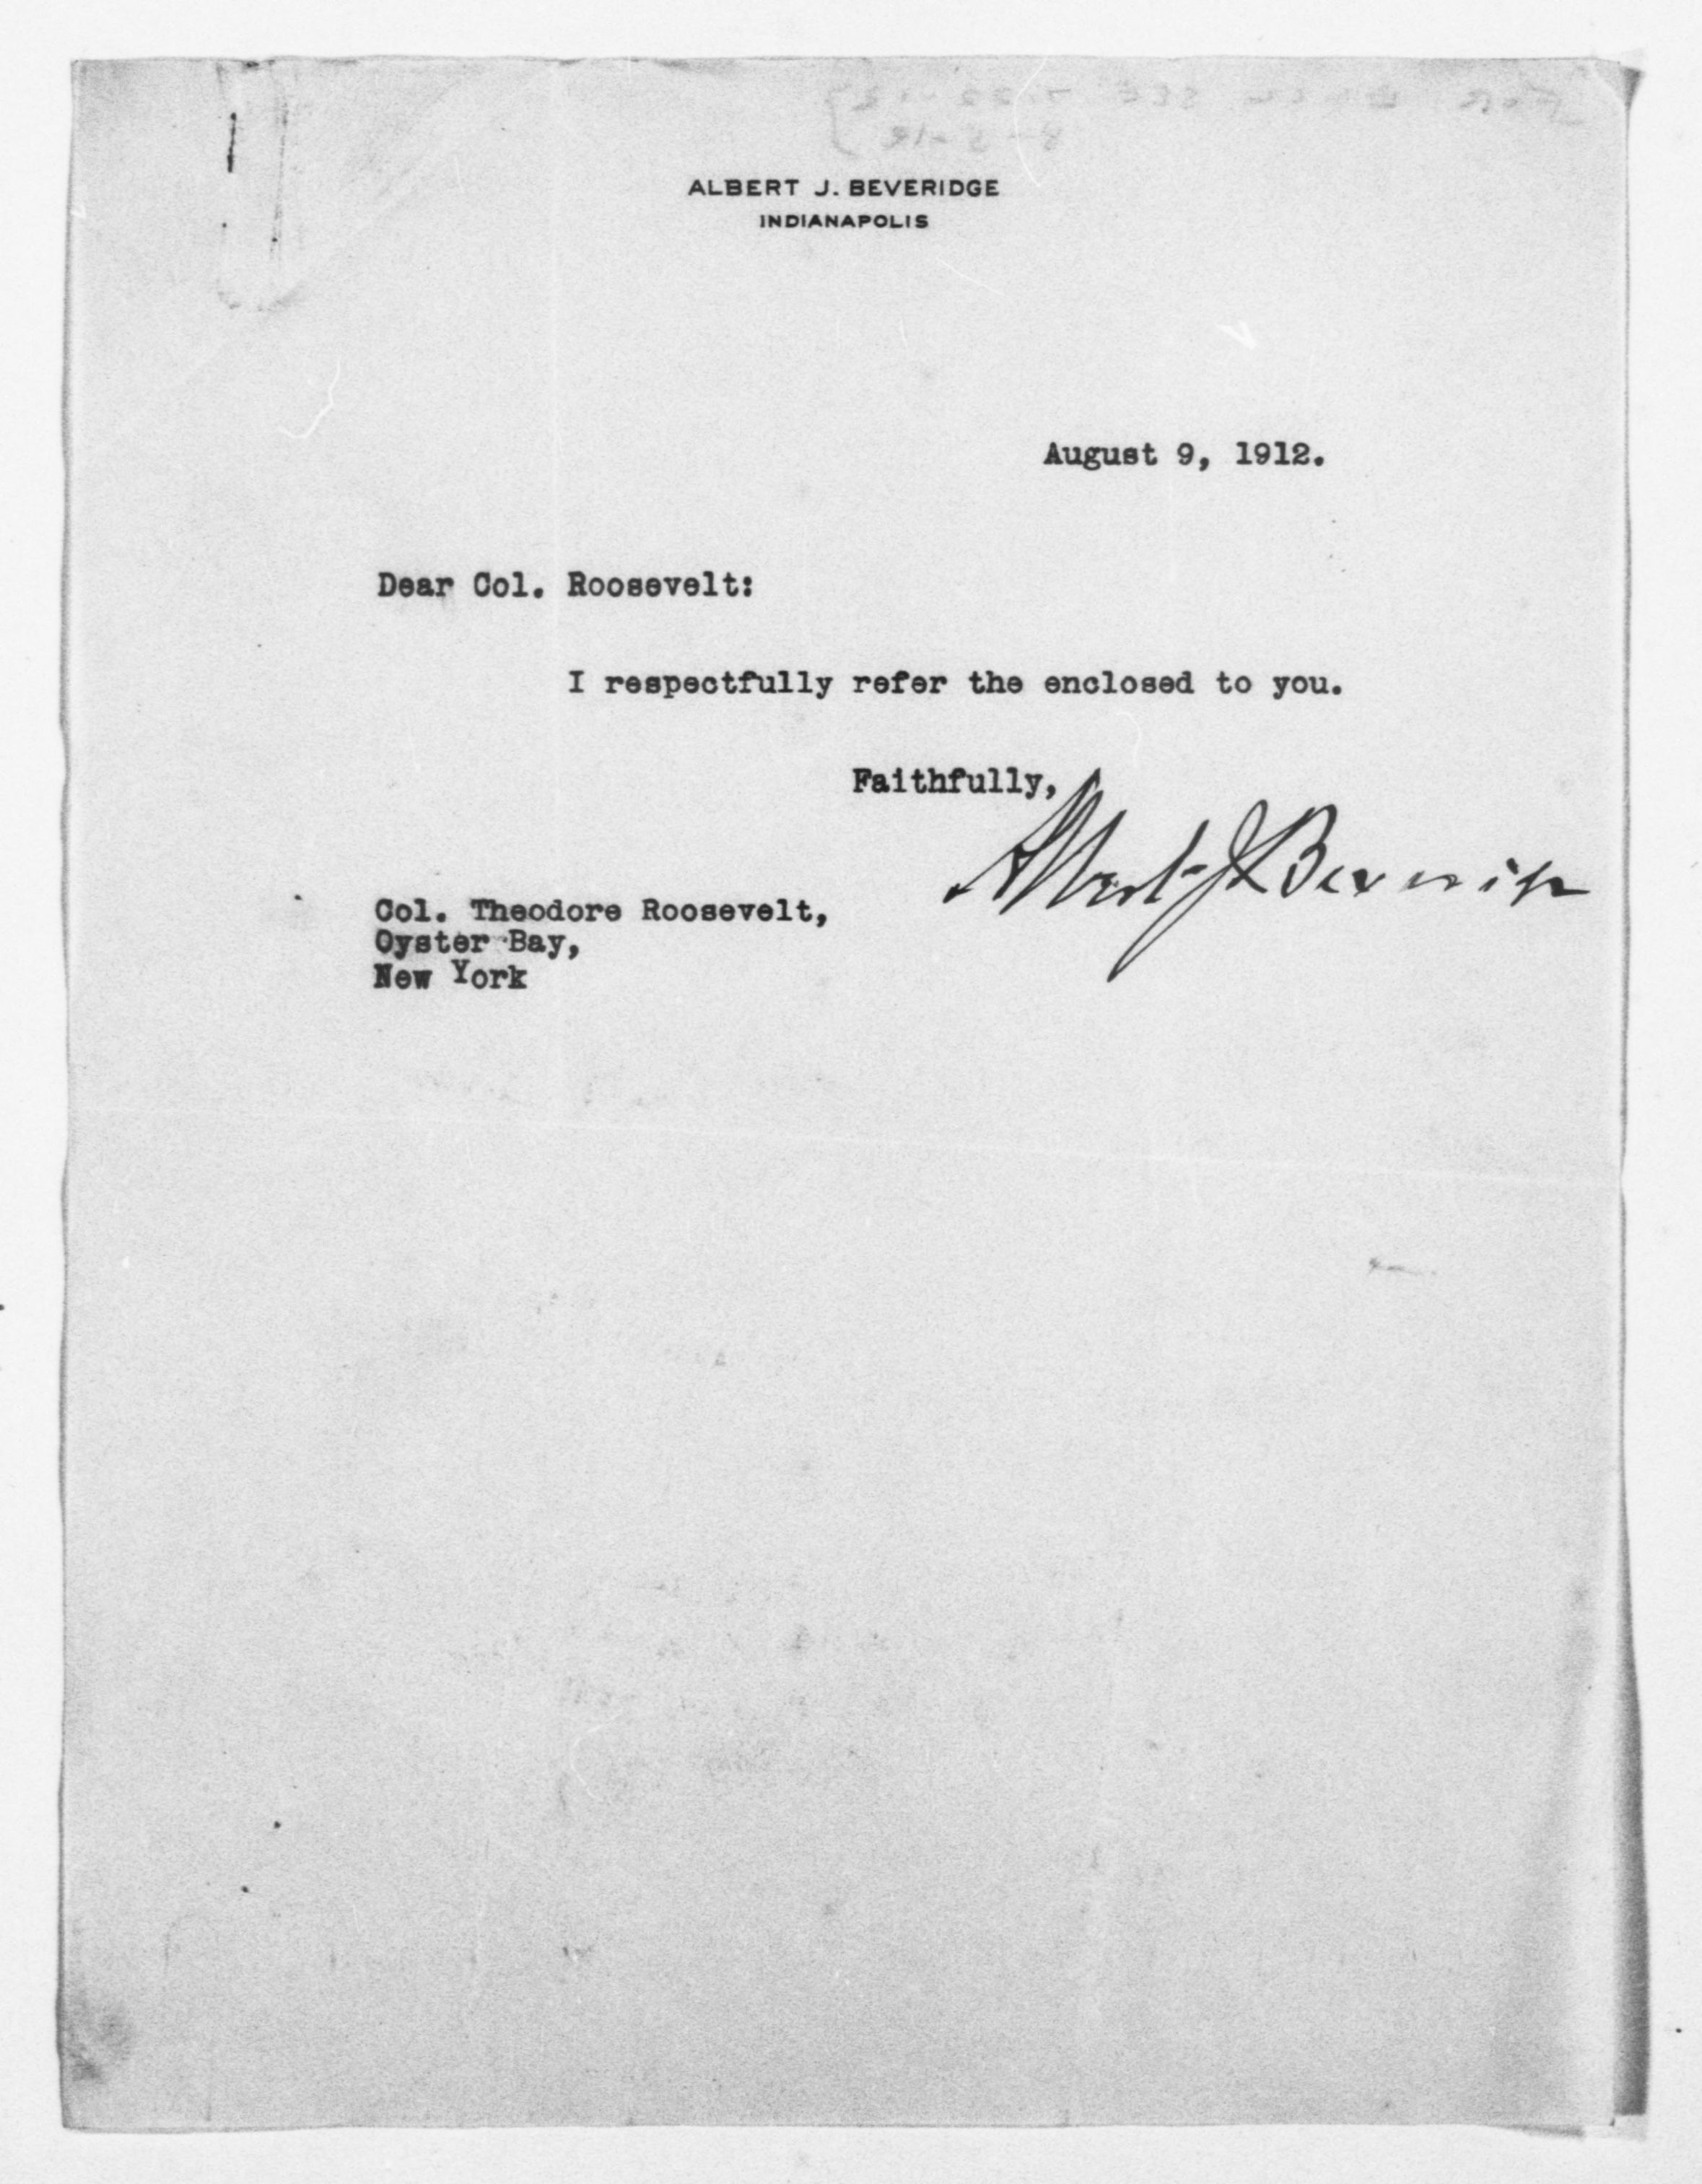 ALBERT J. BEVERIDGE
INDIANAPOLIS
August 9, 1912.
Dear Col. Roosevelt:
I respectfully refer the enclosed to you.
Faithfully,
Albert J Beveridge
Col. Theodore Roosevelt,
Oyster Bay,
New York